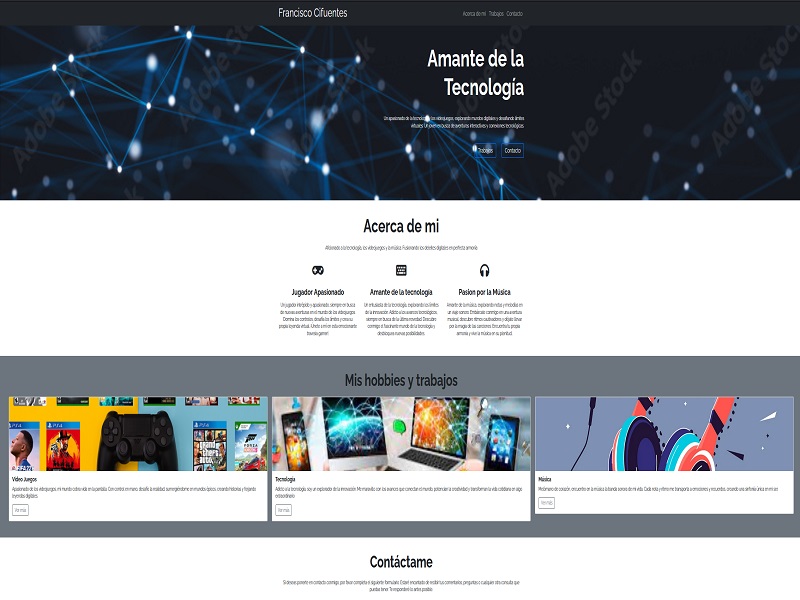 Francisco Cifuentes
Acerca de mi Trabajos Contacto
Amante de la
Tecnología
Un apasionado de la tecnología y los videojuegos, explorando mundos digitales y desafiando límites
virtuales. Un joven en busca de aventuras interactivas y conexiones tecnológicas.
Trabajos Contacto
Adobe Stock
Acerca de mi
Aficionado a la tecnología, los videojuegos y la música. Fusionando los deleites digitales en perfecta armonía.
Jugador Apasionado
Un jugador intrépido y apasionado, siempre en busca
de nuevas aventuras en el mundo de los videojuegos.
Domina los controles, desafía los límites y crea su
propia leyenda virtual. ¡Únete a mí en esta emocionante
travesía gamer!
Amante de la tecnología
Un entusiasta de la tecnología, explorando los límites
de la innovación. Adicto a los avances tecnológicos,
siempre en busca de la última novedad. Descubre
conmigo el fascinante mundo de la tecnología y
desbloquea nuevas posibilidades.
Pasion por la Música
Amante de la música, explorando notas y melodías en
un viaje sonoro. Embárcate conmigo en una aventura
musical, descubre ritmos cautivadores y déjate llevar
por la magia de las canciones. Encuentra tu propia
armonía y vive la música en su plenitud.
Mis hobbies y trabajos
Video Juegos
Apasionado de los videojuegos, mi mundo cobra vida en la pantalla. Con control en mano, desafío la realidad sumergiéndome en mundos épicos, creando historias y forjando
leyendas digitales.
Ver más
Tecnología
Adicto a la tecnología, soy un explorador de la innovación. Me maravillo con los avances que conectan el mundo, potencian la creatividad y transforman la vida cotidiana en algo
extraordinario.
Ver más
Música
Melómano de corazón, encuentro en la música la banda sonora de mi vida. Cada nota y ritmo me transporta a emociones y recuerdos, creando una sinfonía única en mi ser.
Ver más
Contáctame
Si deseas ponerte en contacto conmigo, por favor completa el siguiente formulario. Estaré encantado de recibir tus comentarios, preguntas o cualquier otra consulta que
puedas tener. Te responderé lo antes posible.